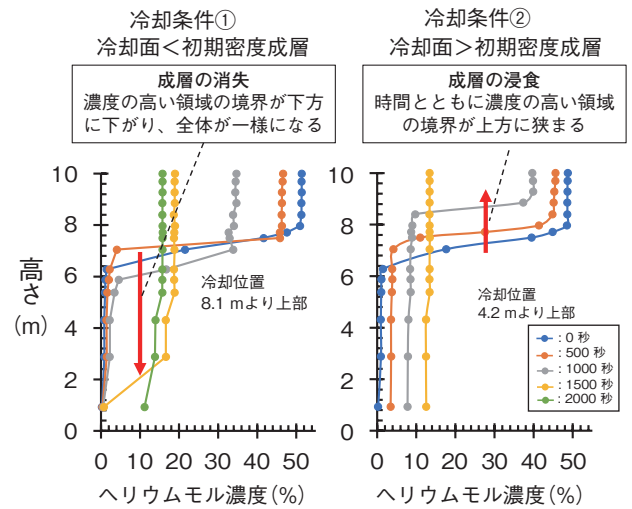 冷却条件①
冷却面＜初期密度成層
成層の消失
濃度の高い領域の境界が下方
に下がり、全体が一様になる
10
8
6
4
2
0
高さ
(m)
冷却位置
8.1 mより上部
0 10 20 30 40 50
ヘリウムモル濃度(%)
冷却条件②
冷却面＞初期密度成層
成層の浸食
時間とともに濃度の高い領域
の境界が上方に狭まる
10
8
6
4
2
0
冷却位置
4.2 mより上部
: 0 秒
: 500 秒
: 1000 秒
: 1500 秒
: 2000 秒
0 10 20 30 40 50
ヘリウムモル濃度(%)